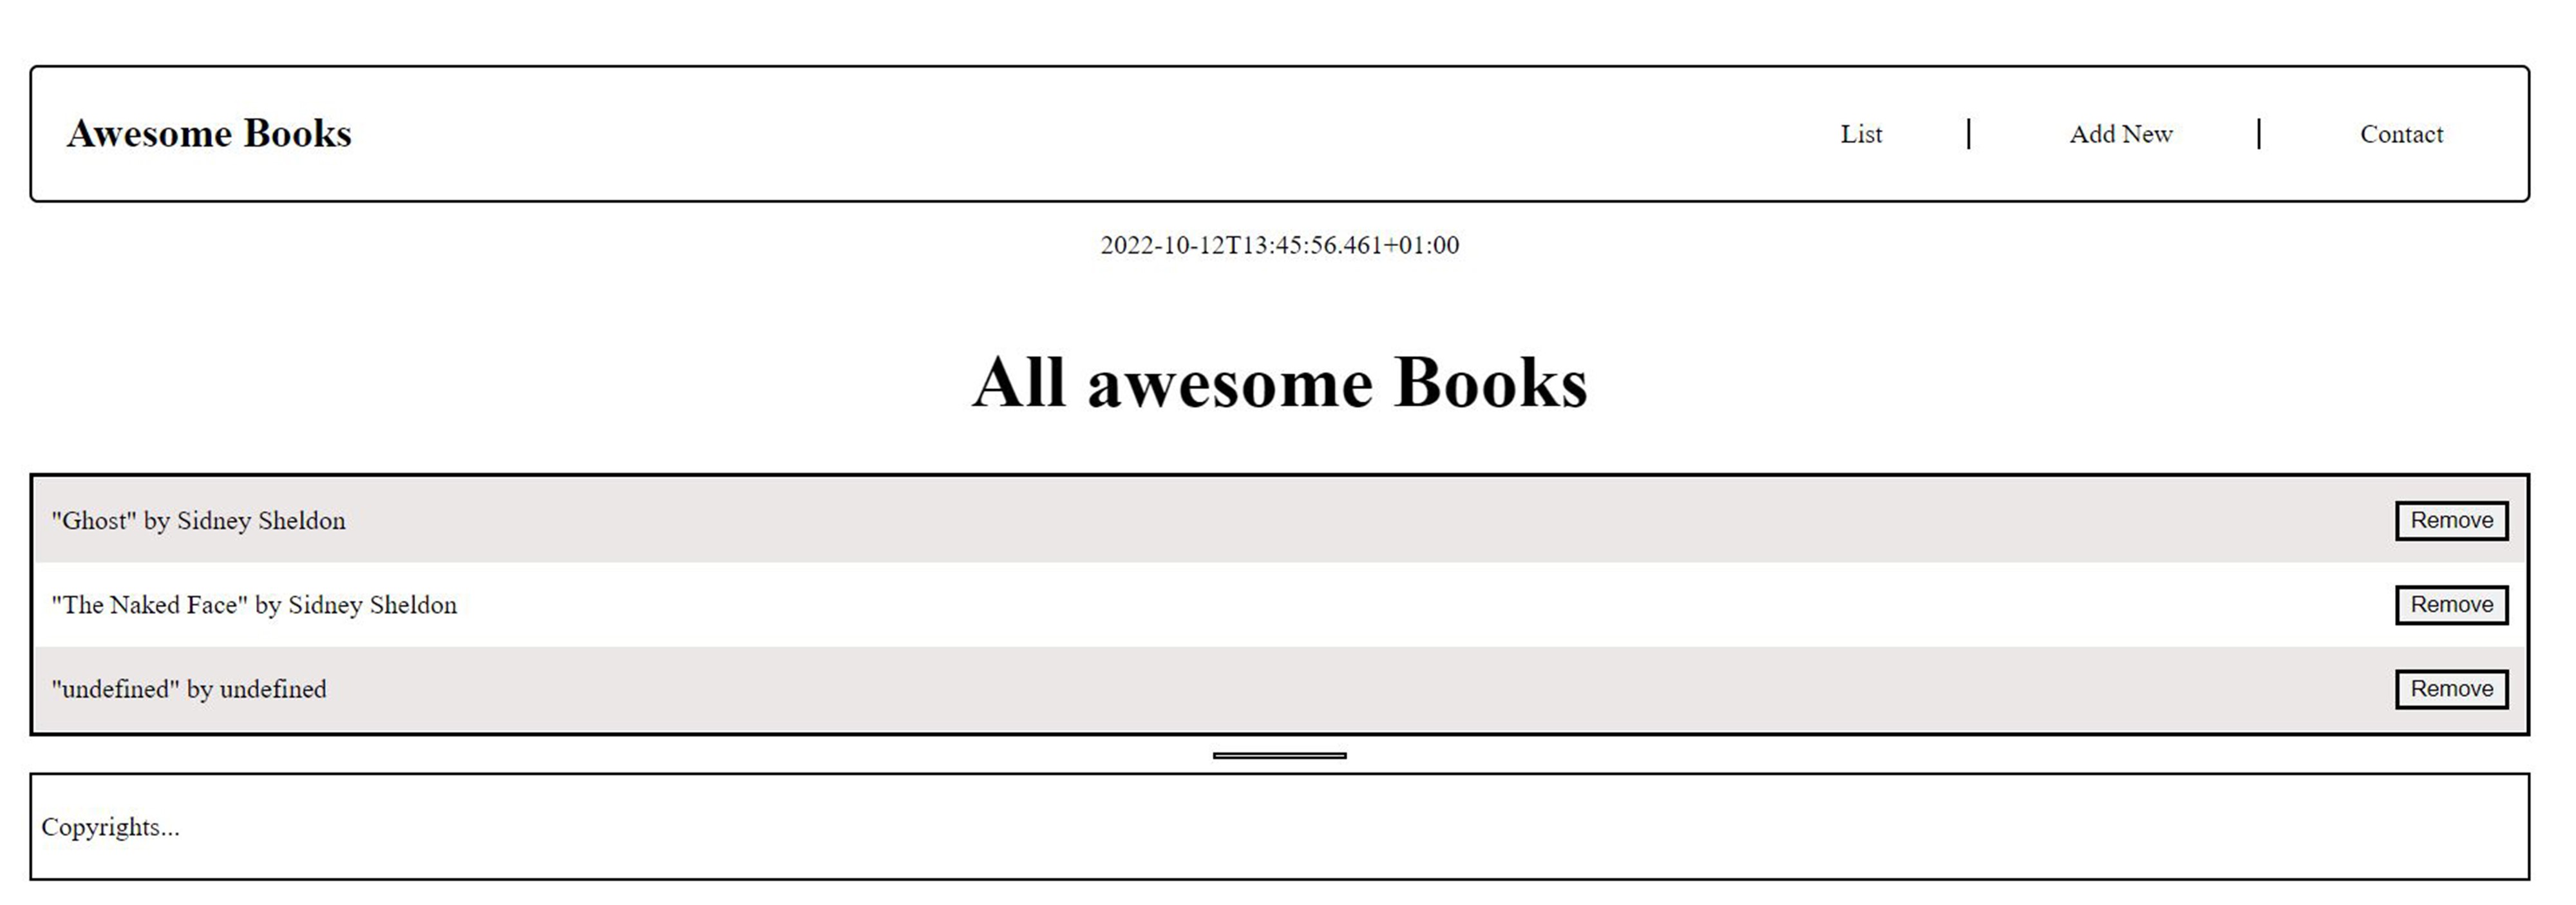 Awesome Books List Add New Contact
2022-10-12T13:45:56.461+01:00
All awesome Books
"Ghost" by Sidney Sheldon Remove
"The Naked Face" by Sidney Sheldon Remove
"undefined" by undefined Remove
Copyrights...